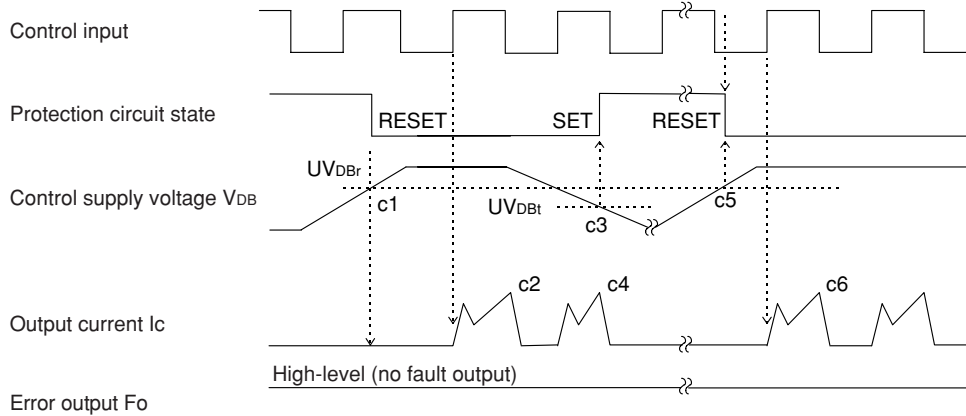 Control input
Protection circuit state
RESET
SET
RESET
UVDBr
Control supply voltage VDB
c1
UVDBt
c3
c5
c2
c4
c6
Output current Ic
High-level (no fault output)
Error output Fo